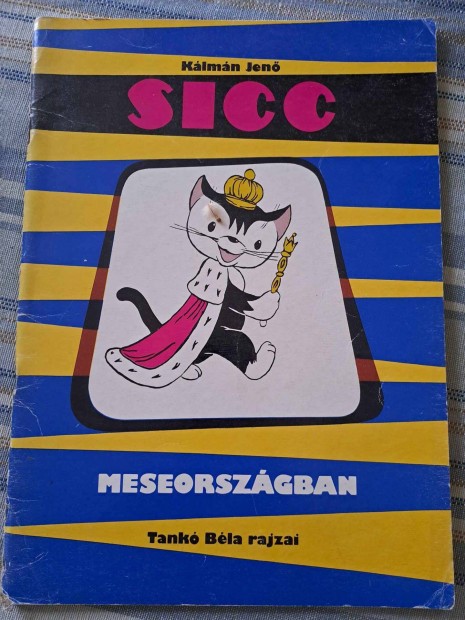 Kálmán Jenő
SICC
MESEORSZÁGBAN
Tankó Béla rajzai